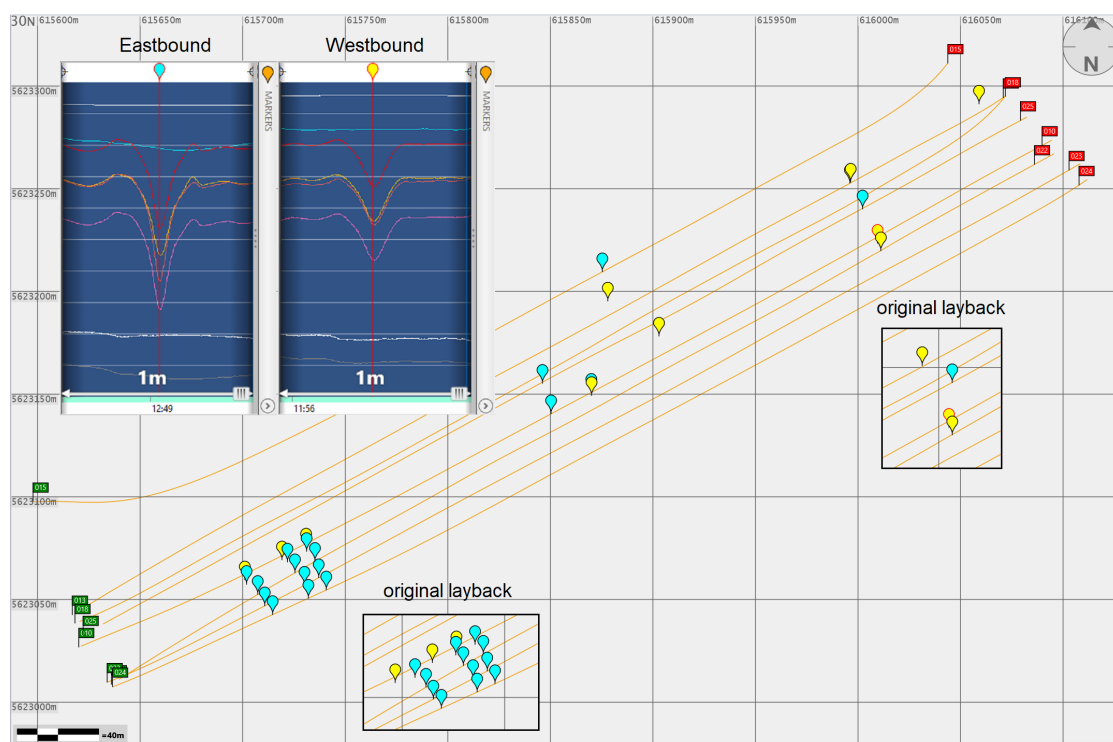 30N
615600m
615650m
615700m
615750m
615800m
615850m
615900m
615950m
616000m
616050m
N
Eastbound
Westbound
MARKERS
MARKERS
1m
1m
12:49
11:56
015
018
025
010
022
023
024
5623300m
5623250m
5623200m
5623150m
5623100m
5623050m
5623000m
original layback
original layback
015
013
018
025
010
024
=40m